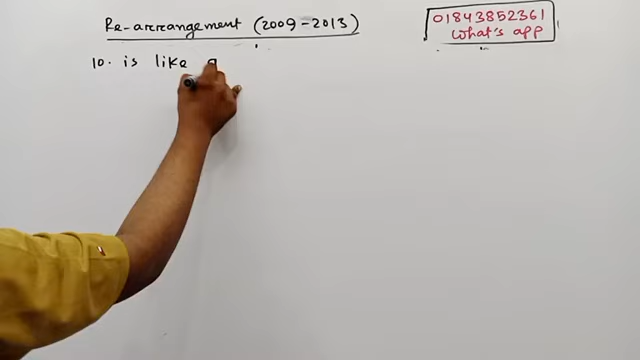 Re-arrangement (2009-2013)
01843852361
What's app
10. is like a